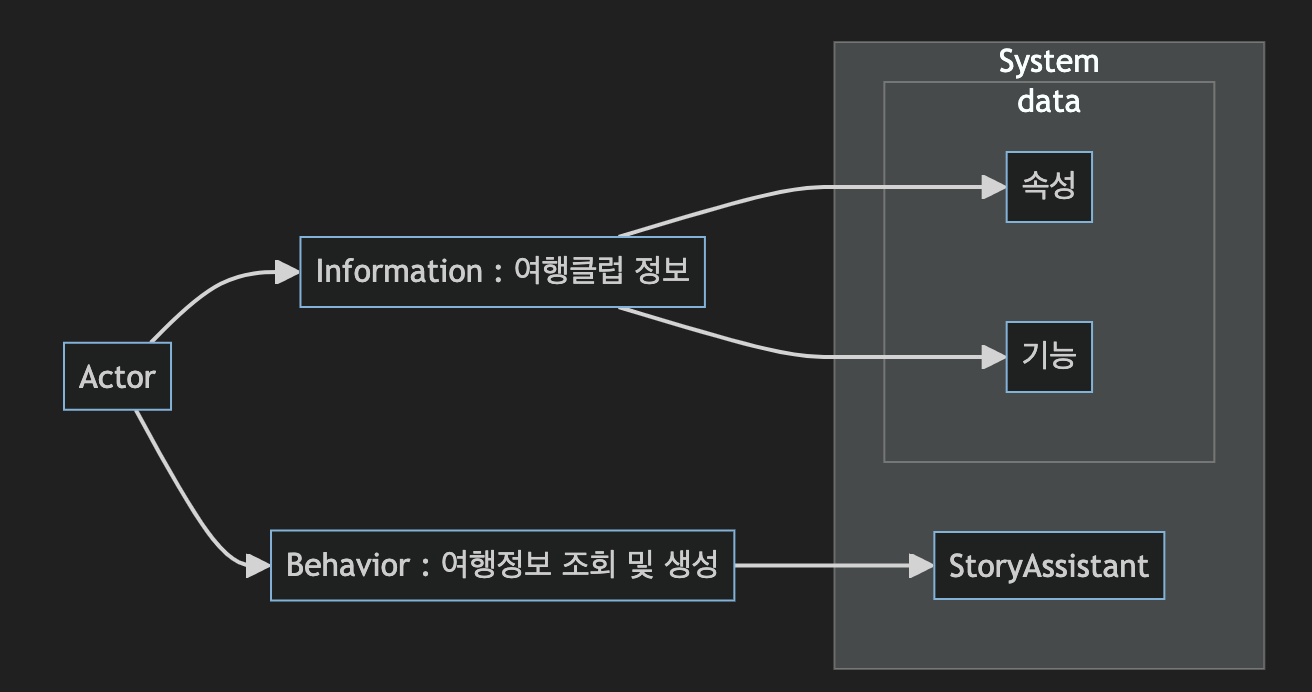 System
data
속성
Information : 여행클럽 정보
기능
Actor
Behavior : 여행정보 조회 및 생성
StoryAssistant